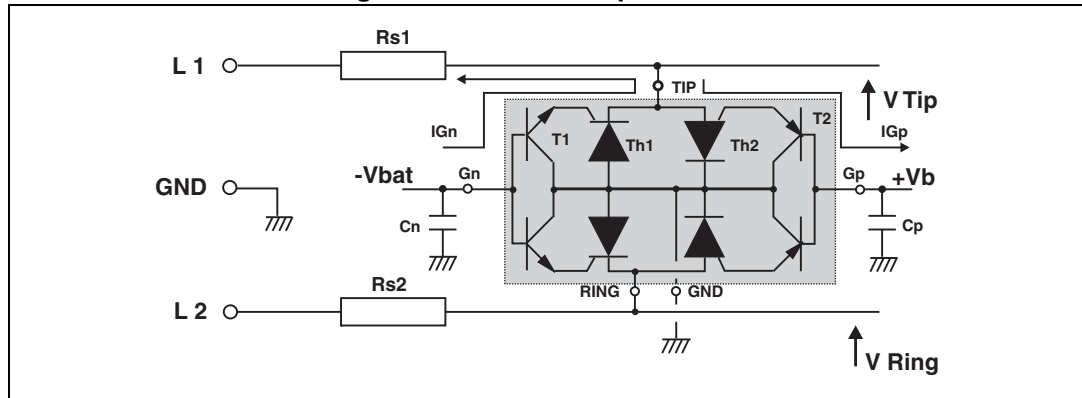 Rs1
L 1
TIP
V Tip
IGn
T1
Th1
Th2
T2
IGp
-Vbat
Gn
Gp
+Vb
GND
Cn
Cp
RING
GND
Rs2
L 2
V Ring